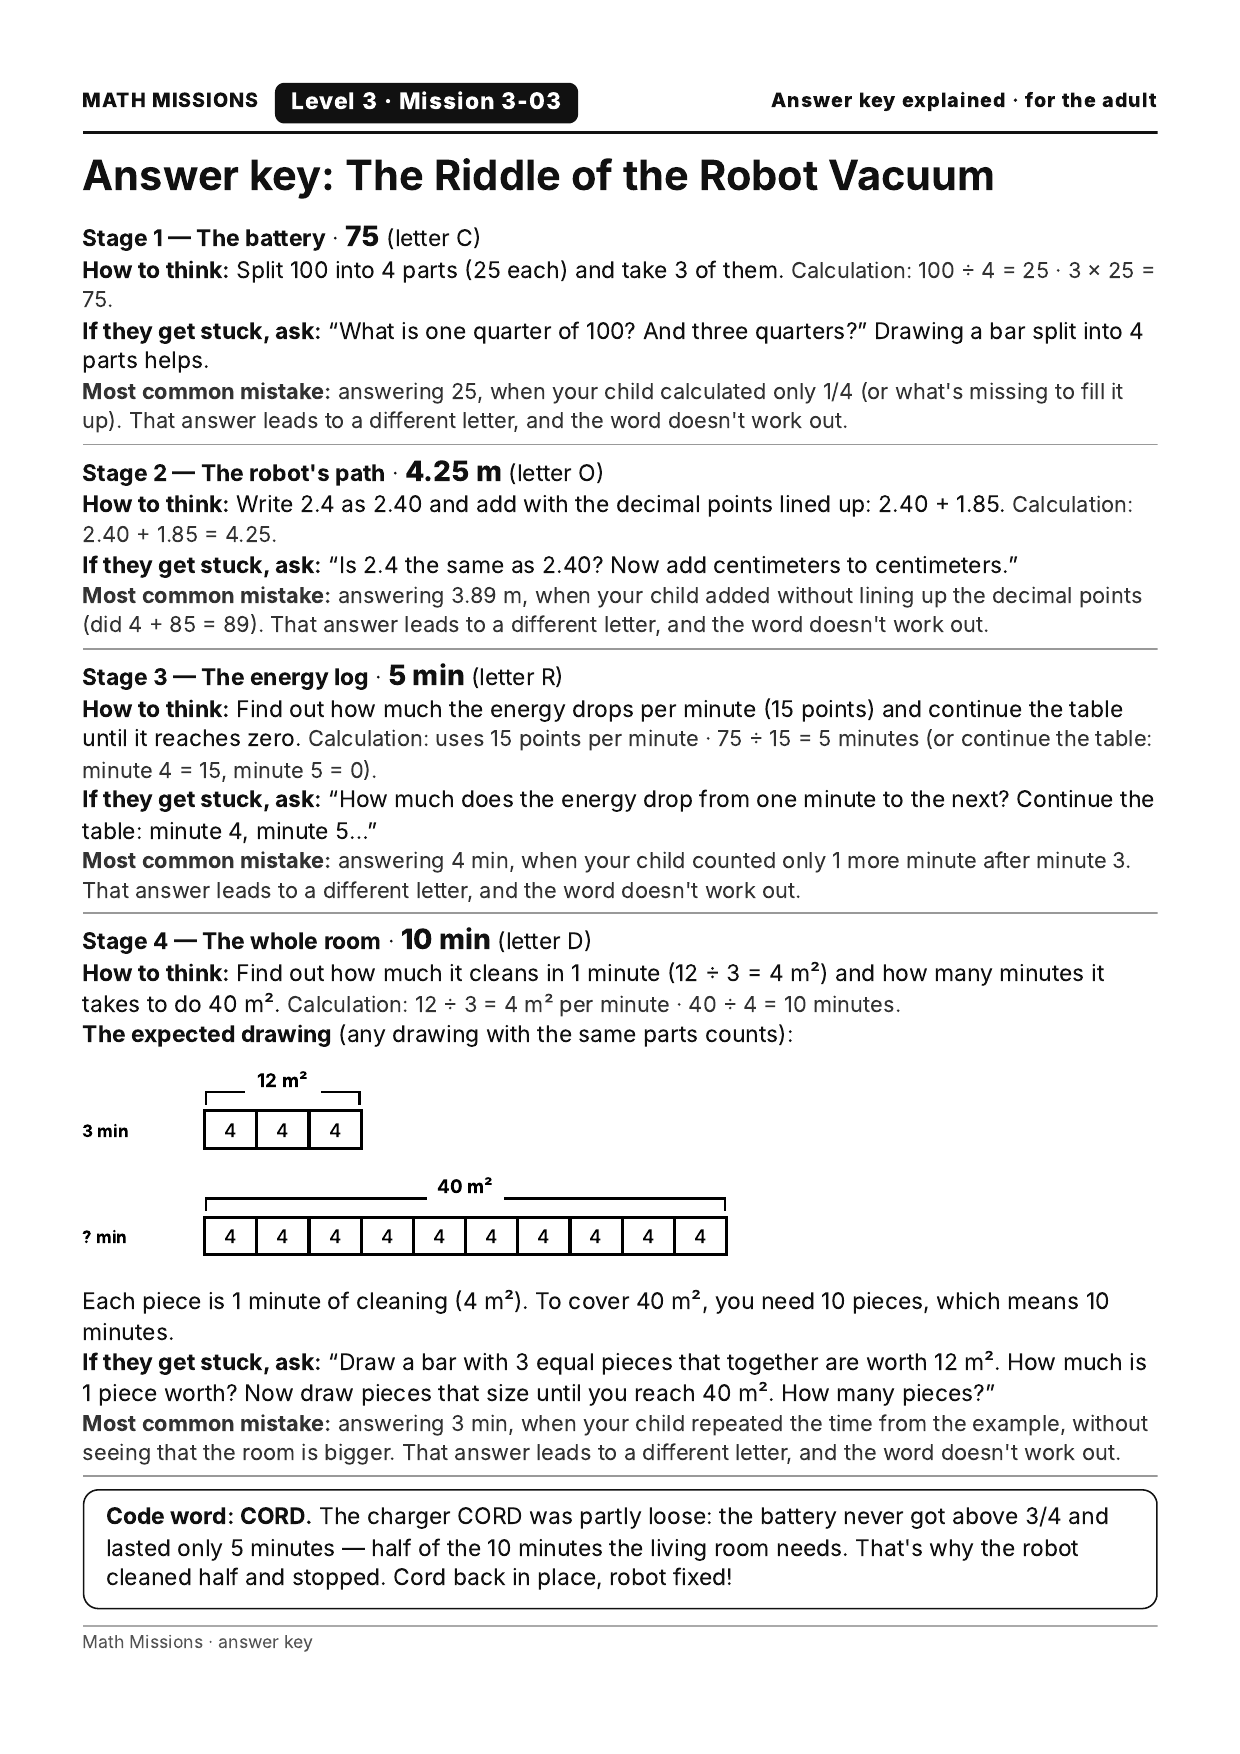 MATH MISSIONS Level 3 · Mission 3-03 Answer key explained · for the adult
Answer key: The Riddle of the Robot Vacuum
Stage 1 — The battery · 75 (letter C)
How to think: Split 100 into 4 parts (25 each) and take 3 of them. Calculation: 100 ÷ 4 = 25 · 3 × 25 =
75.
If they get stuck, ask: “What is one quarter of 100? And three quarters?” Drawing a bar split into 4
parts helps.
Most common mistake: answering 25, when your child calculated only 1/4 (or what's missing to fill it
up). That answer leads to a different letter, and the word doesn't work out.
Stage 2 — The robot's path · 4.25 m (letter O)
How to think: Write 2.4 as 2.40 and add with the decimal points lined up: 2.40 + 1.85. Calculation:
2.40 + 1.85 = 4.25.
If they get stuck, ask: “Is 2.4 the same as 2.40? Now add centimeters to centimeters.”
Most common mistake: answering 3.89 m, when your child added without lining up the decimal points
(did 4 + 85 = 89). That answer leads to a different letter, and the word doesn't work out.
Stage 3 — The energy log · 5 min (letter R)
How to think: Find out how much the energy drops per minute (15 points) and continue the table
until it reaches zero. Calculation: uses 15 points per minute · 75 ÷ 15 = 5 minutes (or continue the table:
minute 4 = 15, minute 5 = 0).
If they get stuck, ask: “How much does the energy drop from one minute to the next? Continue the
table: minute 4, minute 5…”
Most common mistake: answering 4 min, when your child counted only 1 more minute after minute 3.
That answer leads to a different letter, and the word doesn't work out.
Stage 4 — The whole room · 10 min (letter D)
How to think: Find out how much it cleans in 1 minute (12 ÷ 3 = 4 m²) and how many minutes it
takes to do 40 m². Calculation: 12 ÷ 3 = 4 m² per minute · 40 ÷ 4 = 10 minutes.
The expected drawing (any drawing with the same parts counts):
12 m²
3 min 4 4 4
40 m²
? min 4 4 4 4 4 4 4 4 4 4
Each piece is 1 minute of cleaning (4 m²). To cover 40 m², you need 10 pieces, which means 10
minutes.
If they get stuck, ask: “Draw a bar with 3 equal pieces that together are worth 12 m². How much is
1 piece worth? Now draw pieces that size until you reach 40 m². How many pieces?”
Most common mistake: answering 3 min, when your child repeated the time from the example, without
seeing that the room is bigger. That answer leads to a different letter, and the word doesn't work out.
Code word: CORD. The charger CORD was partly loose: the battery never got above 3/4 and
lasted only 5 minutes — half of the 10 minutes the living room needs. That's why the robot
cleaned half and stopped. Cord back in place, robot fixed!
Math Missions · answer key